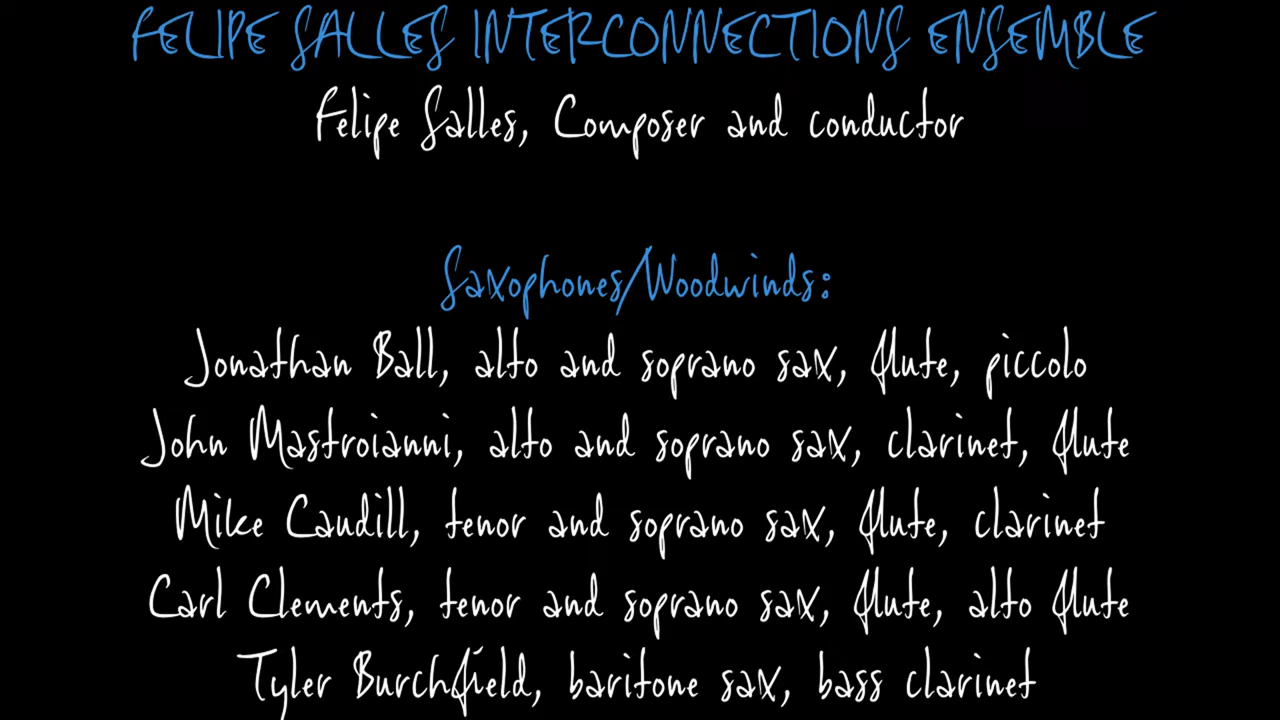 FELIPE SALLES INTERCONNECTIONS ENSEMBLE
Felipe Salles, Composer and conductor
Saxophones/Woodwinds:
Jonathan Ball, alto and soprano sax, flute, piccolo
John Mastroianni, alto and soprano sax, clarinet, flute
Mike Caudill, tenor and soprano sax, flute, clarinet
Carl Clements, tenor and soprano sax, flute, alto flute
Tyler Burchfield, baritone sax, bass clarinet